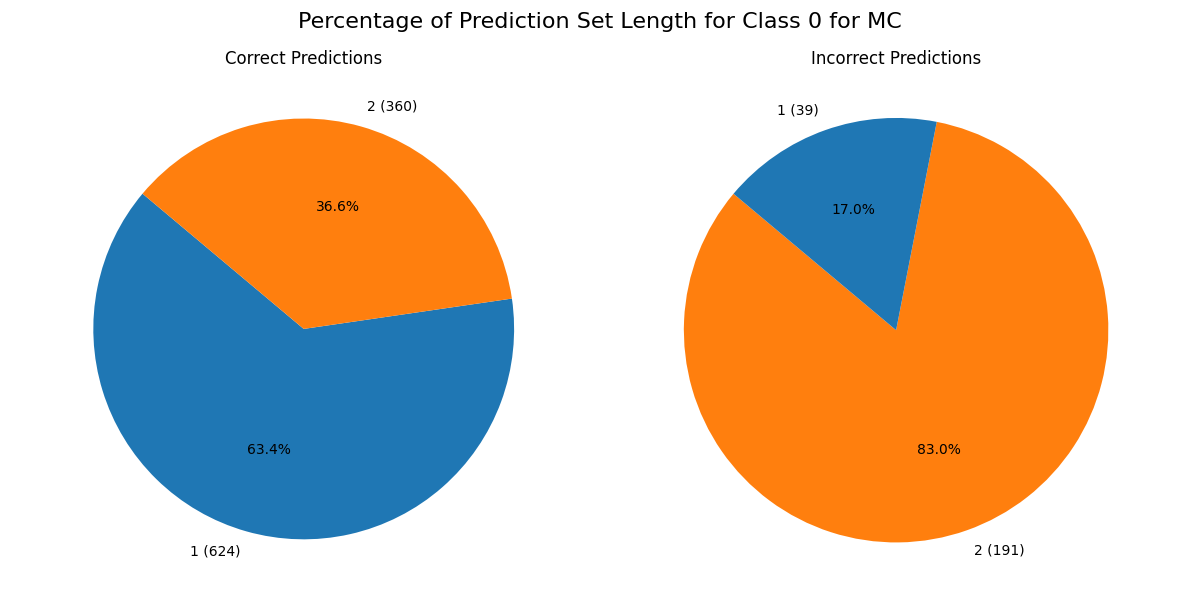 Percentage of Prediction Set Length for Class 0 for MC
Correct Predictions
2 (360)
36.6%
63.4%
1 (624)
Incorrect Predictions
1 (39)
17.0%
83.0%
2 (191)